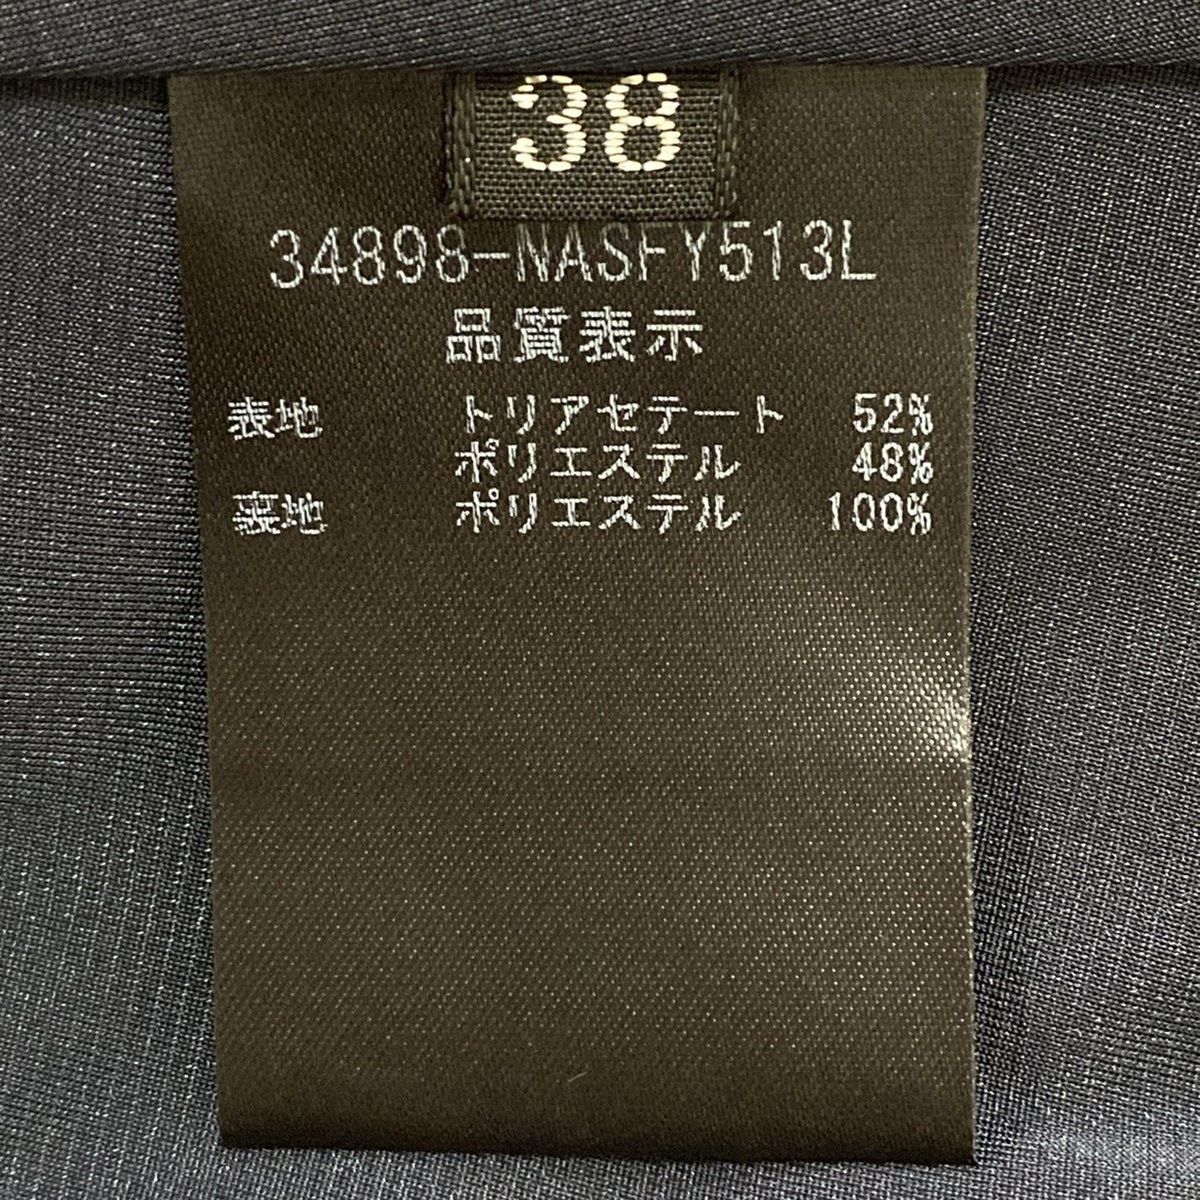 38
34898-NASFY513L
品質表示
表地 トリアセテート 52%
ポリエステル 48%
裏地 ポリエステル 100%